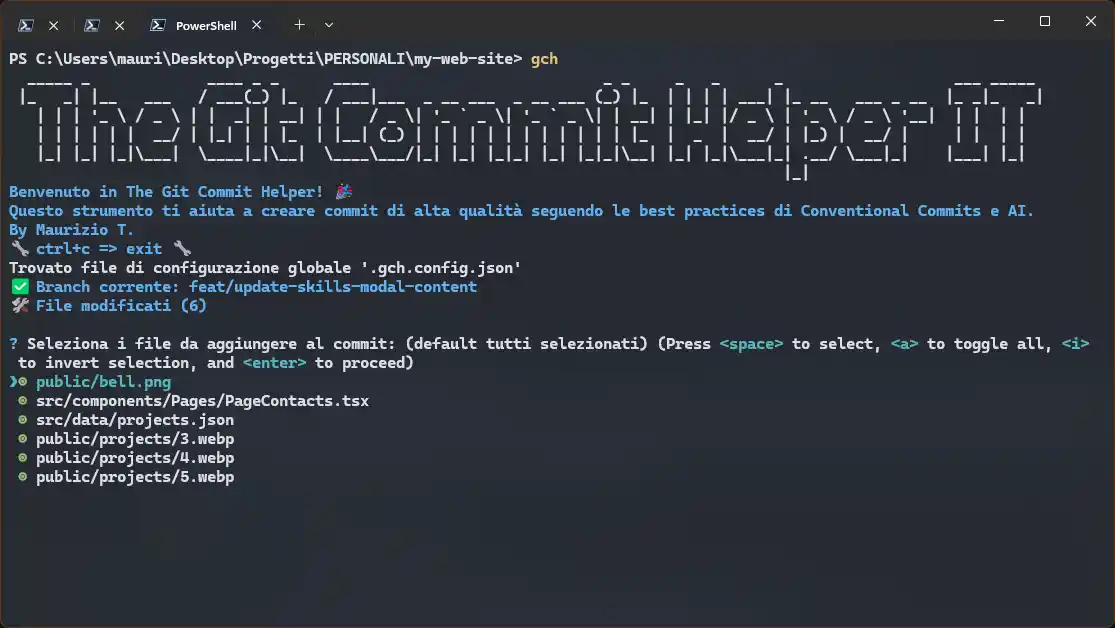 PowerShell
PS C:\Users\mauri\Desktop\Progetti\PERSONALI\my-web-site> gch
The Git Commit Helper IT
Benvenuto in The Git Commit Helper! 🎉
Questo strumento ti aiuta a creare commit di alta qualità seguendo le best practices di Conventional Commits e AI.
By Maurizio T.
🔧 ctrl+c => exit 🔧
Trovato file di configurazione globale '.gch.config.json'
✅ Branch corrente: feat/update-skills-modal-content
🛠️ File modificati (6)
? Seleziona i file da aggiungere al commit: (default tutti selezionati) (Press <space> to select, <a> to toggle all, <i>
to invert selection, and <enter> to proceed)
❯◉ public/bell.png
◉ src/components/Pages/PageContacts.tsx
◉ src/data/projects.json
◉ public/projects/3.webp
◉ public/projects/4.webp
◉ public/projects/5.webp